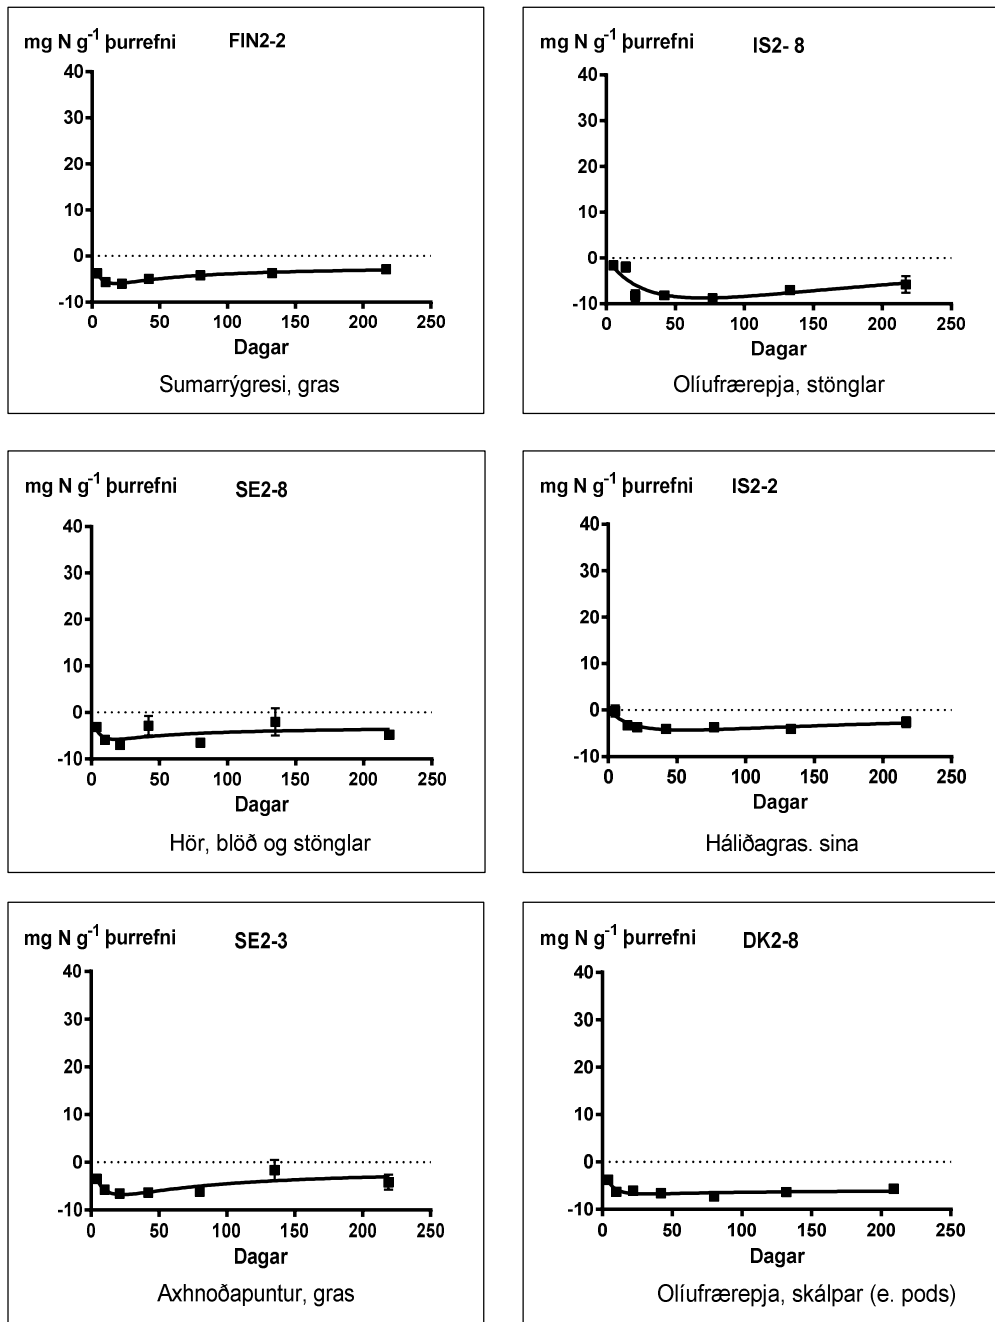 mg N g⁻¹ þurrefni FIN2-2
40
30
20
10
0
-10
0 50 100 150 200 250
Dagar
Sumarrýgresi, gras
mg N g⁻¹ þurrefni IS2- 8
40
30
20
10
0
-10
0 50 100 150 200 250
Dagar
Olíufrærepja, stönglar
mg N g⁻¹ þurrefni SE2-8
40
30
20
10
0
-10
0 50 100 150 200 250
Dagar
Hör, blöð og stönglar
mg N g⁻¹ þurrefni IS2-2
40
30
20
10
0
-10
0 50 100 150 200 250
Dagar
Háliðagras. sina
mg N g⁻¹ þurrefni SE2-3
40
30
20
10
0
-10
0 50 100 150 200 250
Dagar
Axhnoðapuntur, gras
mg N g⁻¹ þurrefni DK2-8
40
30
20
10
0
-10
0 50 100 150 200 250
Dagar
Olíufrærepja, skálpar (e. pods)